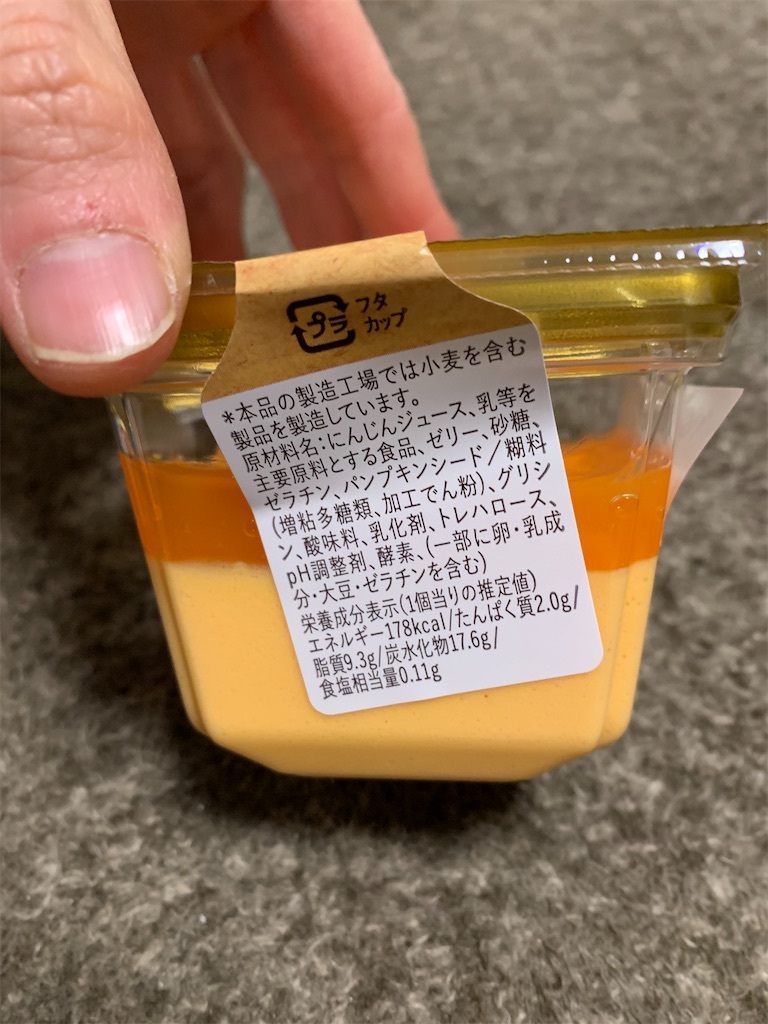 プラ
フタ
カップ
*本品の製造工場では小麦を含む
製品を製造しています。
原材料名:にんじんジュース、乳等を
主要原料とする食品、ゼリー、砂糖、
ゼラチン、パンプキンシード/糊料
(増粘多糖類、加工でん粉)、グリシ
ン、酸味料、乳化剤、トレハロース、
pH調整剤、酵素、(一部に卵・乳成
分・大豆・ゼラチンを含む)
栄養成分表示(1個当りの推定値)
エネルギー178kcal/たんぱく質2.0g/
脂質9.3g/炭水化物17.6g/
食塩相当量0.11g